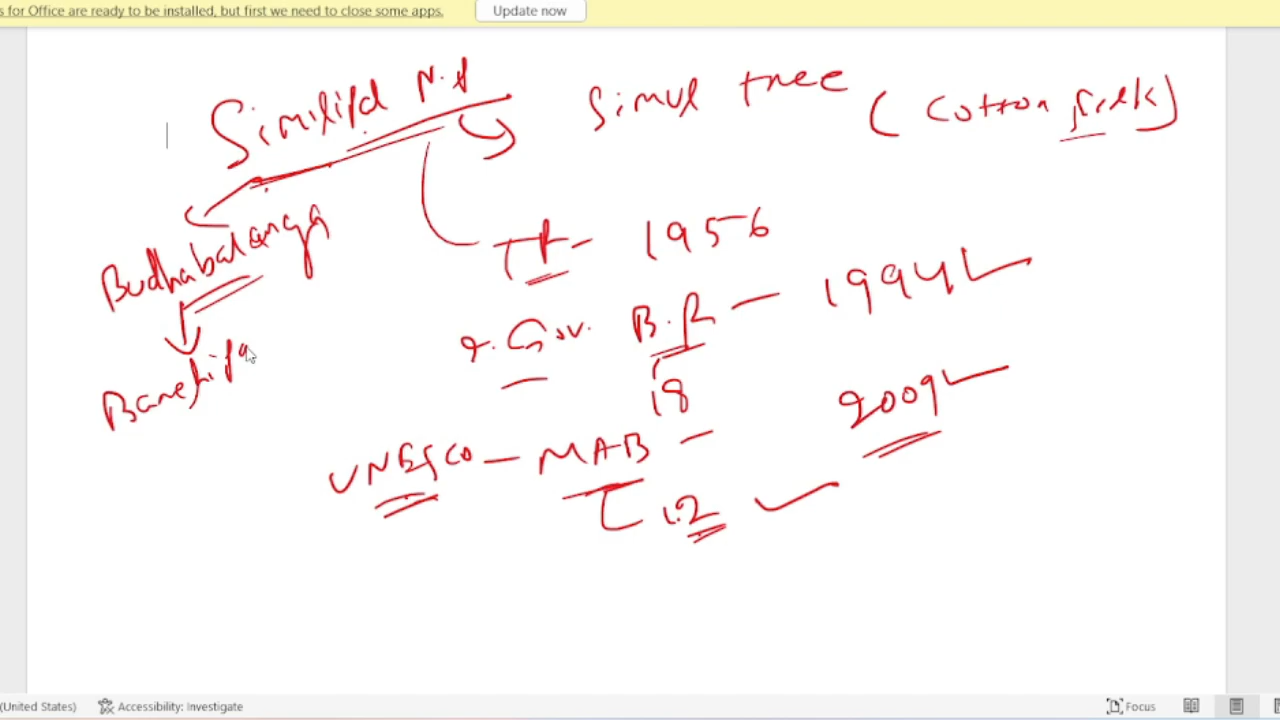 s for Office are ready to be installed, but first we need to close some apps. Update now
Similipal N.P
Simul tree
(Cotton Silk)
Budhabalanga
TR - 1956
I. Gov. B.R - 1994
18
2009
UNESCO - MAB -
12
(United States) Accessibility: Investigate Focus